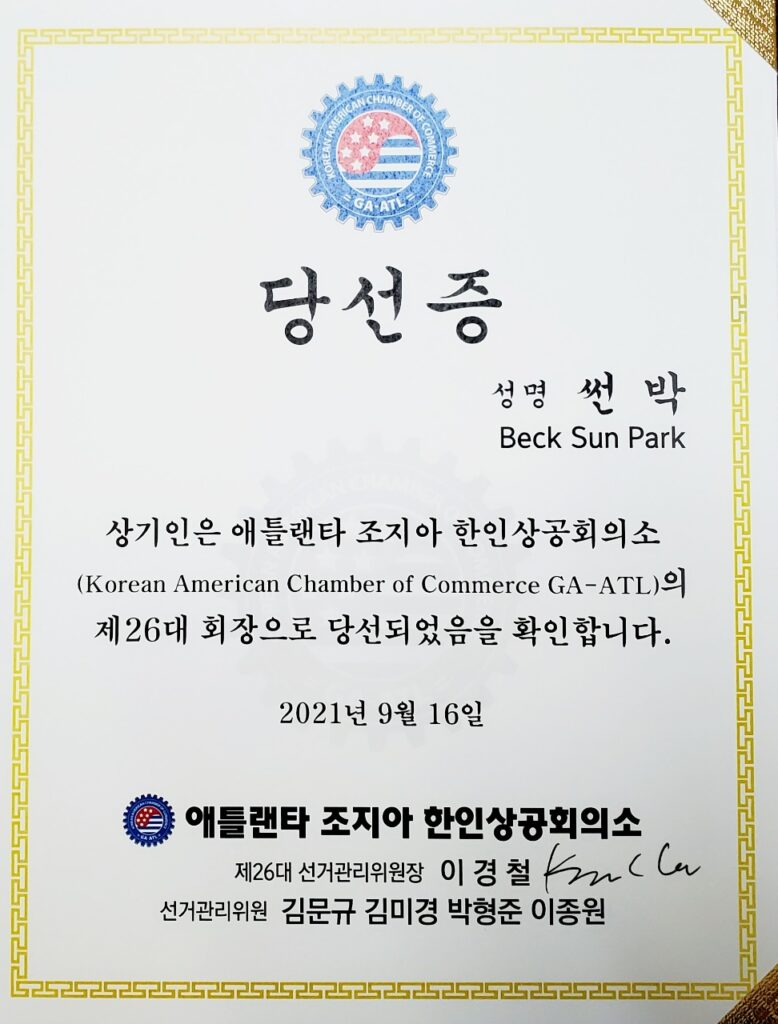 KOREAN AMERICAN CHAMBER OF COMMERCE
GA-ATL
당선증
성명 썬 박
Beck Sun Park
상기인은 애틀랜타 조지아 한인상공회의소
(Korean American Chamber of Commerce GA-ATL)의
제26대 회장으로 당선되었음을 확인합니다.
2021년 9월 16일
애틀랜타 조지아 한인상공회의소
제26대 선거관리위원장 이경철
선거관리위원 김문규 김미경 박형준 이종원